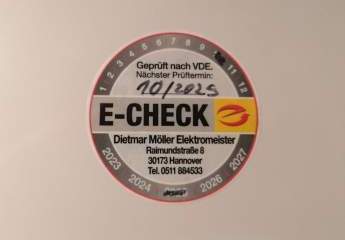 1 2 3 4 5 6 7 8 9 11 12
Geprüft nach VDE.
Nächster Prüftermin:
10/2025
E-CHECK
Dietmar Möller Elektromeister
Raimundstraße 8
30173 Hannover
Tel. 0511 884533
2023 2024 2026 2027